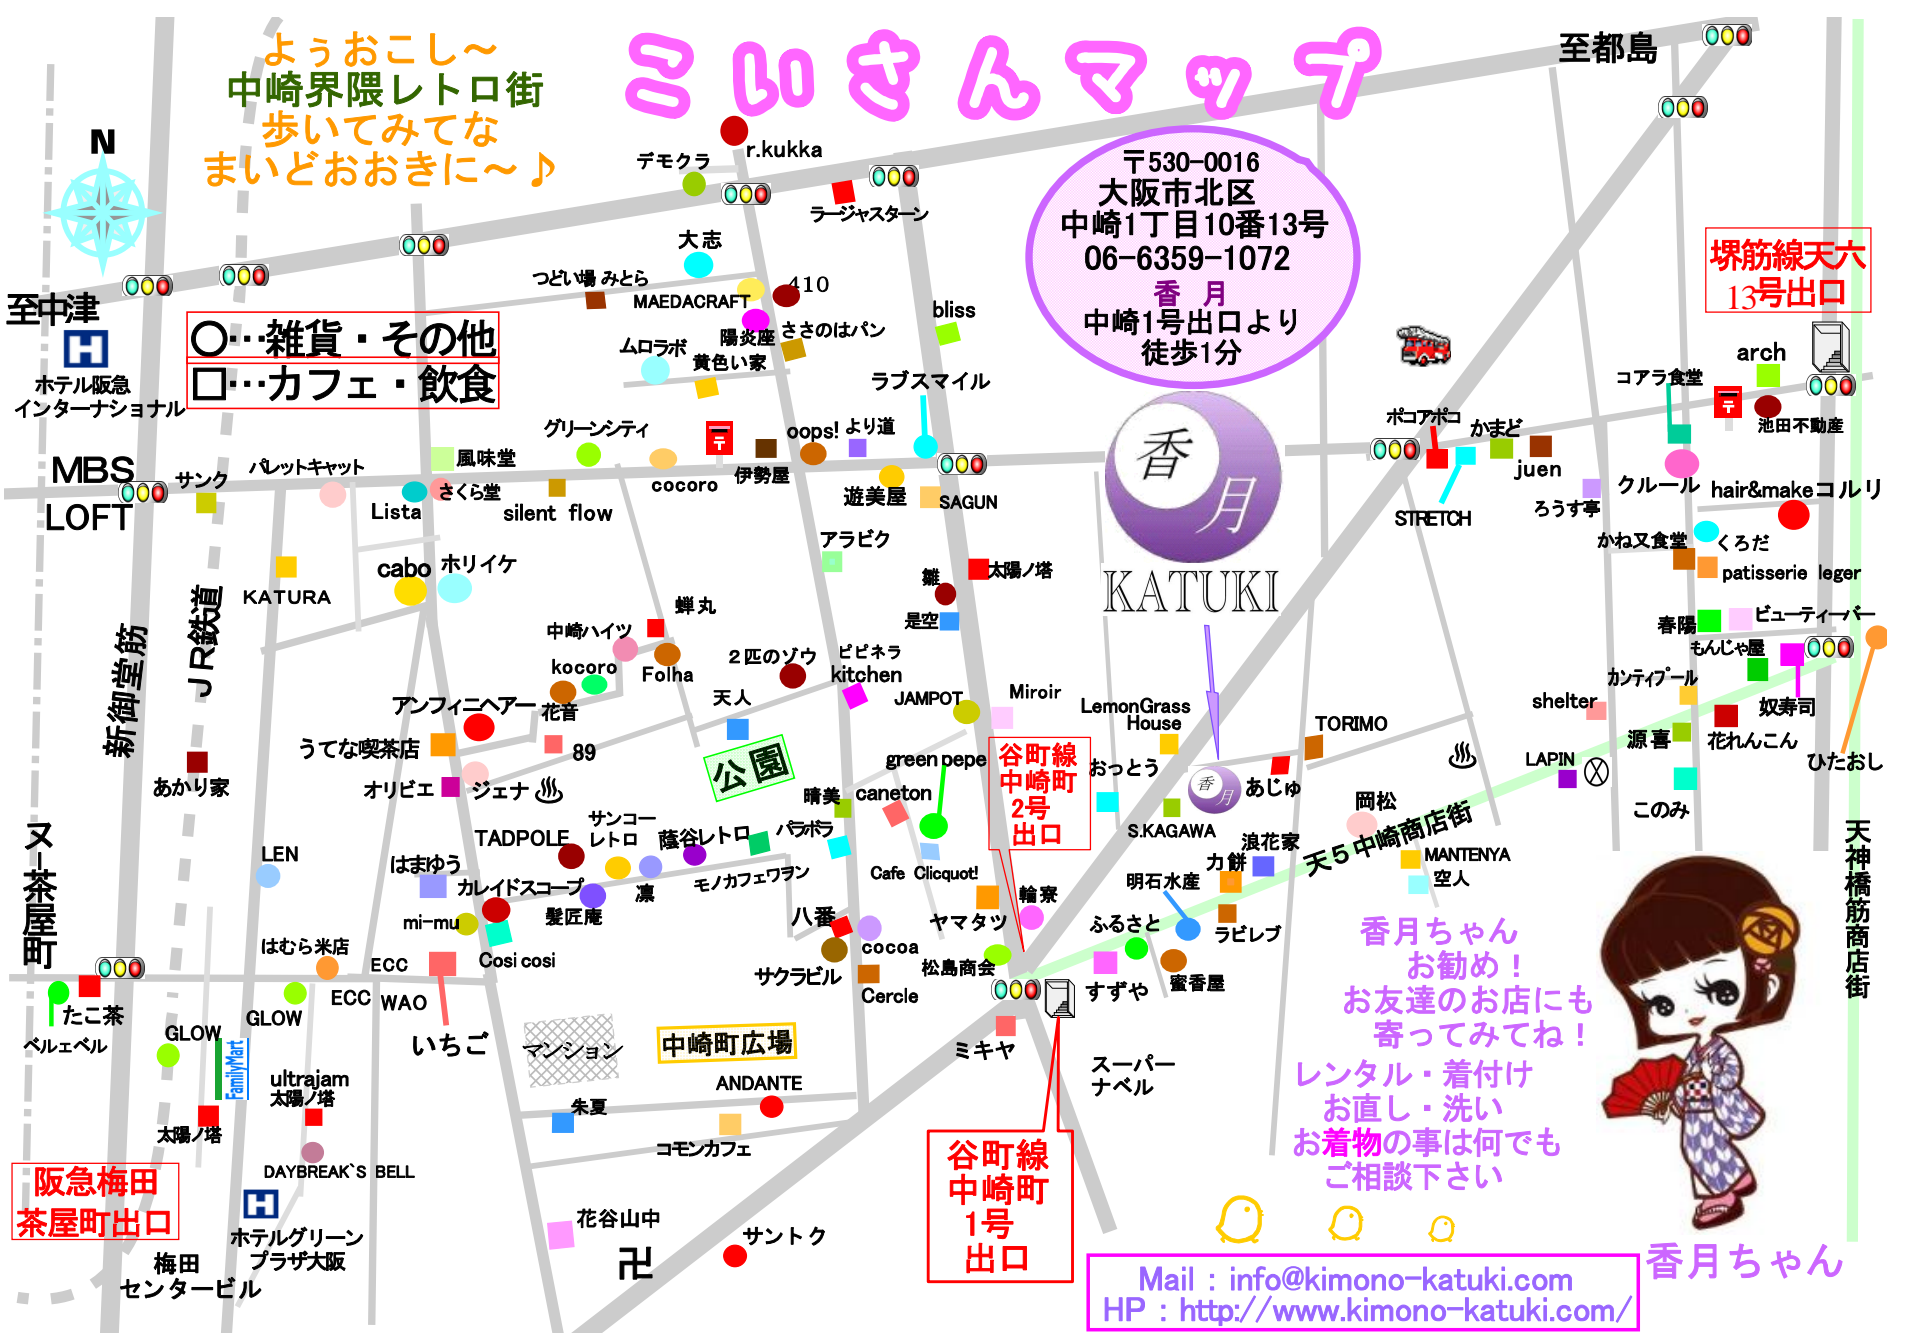 よぅおこし～
中崎界隈レトロ街
歩いてみてな
まいどおおきに～♪
こいさんマップ
至都島
N
r.kukka
デモクラ
ラージャスターン
〒530-0016
大阪市北区
中崎1丁目10番13号
06-6359-1072
香 月
中崎1号出口より
徒歩1分
堺筋線天六
13号出口
大志
つどい場 みとら
MAEDACRAFT
410
bliss
至中津
〇…雑貨・その他
□…カフェ・飲食
陽炎座
ささのはパン
ムロラボ
黄色い家
ラブスマイル
ホテル阪急
インターナショナル
arch
コアラ食堂
池田不動産
ポコアポコ
かまど
juen
グリーンシティ
oops!
より道
伊勢屋
〒
〒
香
月
KATUKI
MBS
LOFT
サンク
パレットキャット
風味堂
さくら堂
Lista
silent flow
cocoro
遊美屋
SAGUN
STRETCH
ろうす亭
クルール
hair&makeコルリ
アラビク
かね又食堂
くろだ
patisserie leger
KATURA
cabo
ホリイケ
雛
太陽ノ塔
是空
JR鉄道
新御堂筋
蝉丸
中崎ハイツ
kocoro
Folha
2匹のゾウ
ピピネラ
kitchen
春陽
ビューティーバー
もんじゃ屋
アンフィニヘアー
花音
天人
JAMPOT
Miroir
LemonGrass
House
TORIMO
カンティプール
shelter
奴寿司
うてな喫茶店
89
公園
green pepe
谷町線
中崎町
2号
出口
おっとう
香
月
あじゅ
LAPIN
源喜
花れんこん
ひたおし
あかり家
オリビエ
ジェナ
晴美
caneton
S.KAGAWA
岡松
このみ
TADPOLE
サンコー
レトロ
蔭谷レトロ
パラボラ
浪花家
力餅
天5中崎商店街
MANTENYA
空人
LEN
はまゆう
カレイドスコープ
凛
モノカフェワヲン
Cafe Clicquot!
明石水産
ヌー茶屋町
天神橋筋商店街
mi-mu
髪匠庵
八番
cocoa
ヤマタツ
輪寮
ふるさと
ラビレブ
はむら米店
ECC
Cosi cosi
サクラビル
Cercle
松島商会
すずや
蜜香屋
たこ茶
ベルェベル
GLOW
GLOW
ECC
WAO
いちご
マンション
中崎町広場
ミキヤ
スーパー
ナベル
香月ちゃん
お勧め！
お友達のお店にも
寄ってみてね！
レンタル・着付け
お直し・洗い
お着物の事は何でも
ご相談下さい
FamilyMart
ultrajam
太陽ノ塔
太陽ノ塔
DAYBREAK`S BELL
ANDANTE
朱夏
コモンカフェ
阪急梅田
茶屋町出口
谷町線
中崎町
1号
出口
ホテルグリーン
プラザ大阪
梅田
センタービル
花谷山中
卍
サントク
香月ちゃん
Mail：info@kimono-katuki.com
HP：http://www.kimono-katuki.com/